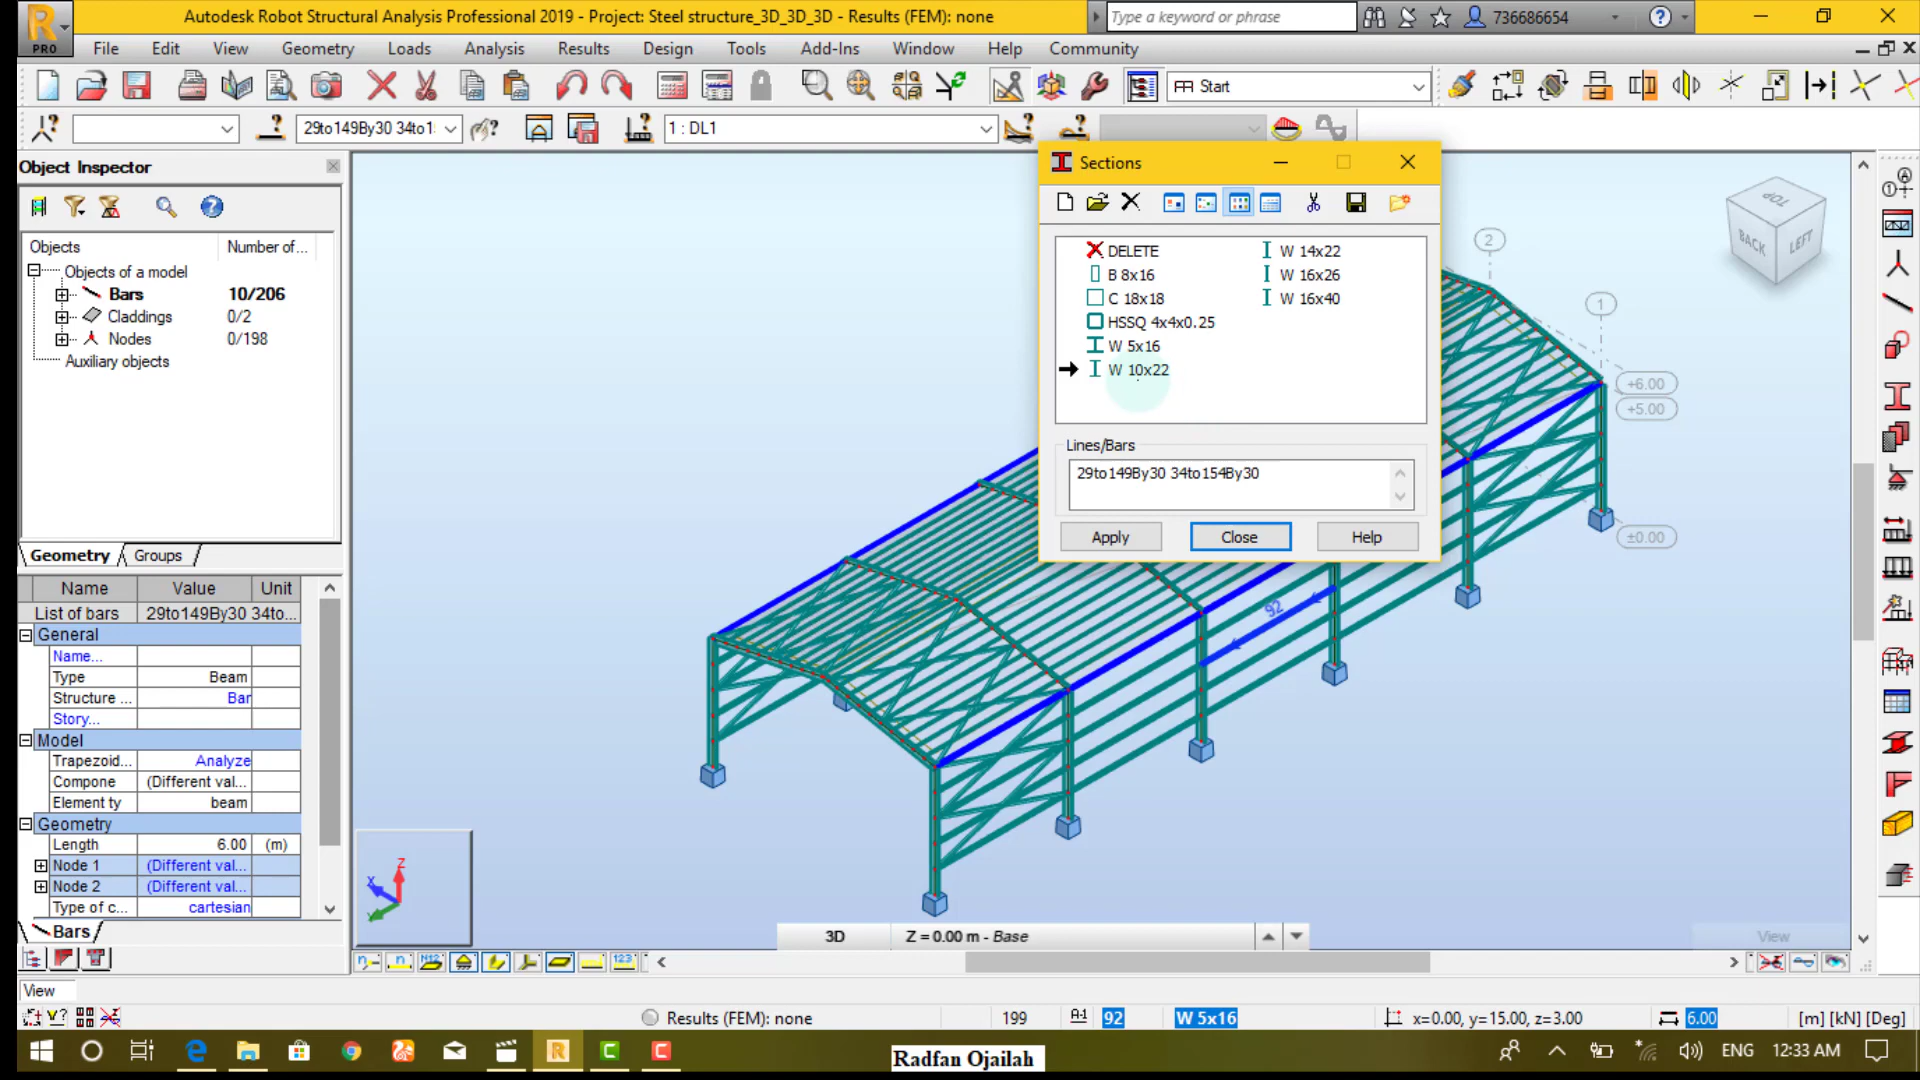 Autodesk Robot Structural Analysis Professional 2019 - Project: Steel structure_3D_3D_3D - Results (FEM): none
Type a keyword or phrase
736686654
PRO
File Edit View Geometry Loads Analysis Results Design Tools Add-Ins Window Help Community
Start
29to149By30 34to1
1 : DL1
Object Inspector
Objects Number of...
Objects of a model
Bars 10/206
Claddings 0/2
Nodes 0/198
Auxiliary objects
Geometry Groups
Name Value Unit
List of bars 29to149By30 34to...
General
Name...
Type Beam
Structure ... Bar
Story...
Model
Trapezoid... Analyze
Compone (Different val...
Element ty beam
Geometry
Length 6.00 (m)
Node 1 (Different val...
Node 2 (Different val...
Type of c... cartesian
Bars
Sections
DELETE
B 8x16
C 18x18
HSSQ 4x4x0.25
W 5x16
W 10x22
W 14x22
W 16x26
W 16x40
Lines/Bars
29to149By30 34to154By30
Apply Close Help
TOP
BACK LEFT
2
1
+6.00
+5.00
±0.00
92
Z
X
3D Z = 0.00 m - Base
View
View
Results (FEM): none 199 92 W 5x16 x=0.00, y=15.00, z=3.00 6.00 [m] [kN] [Deg]
Radfan Ojailah
ENG 12:33 AM